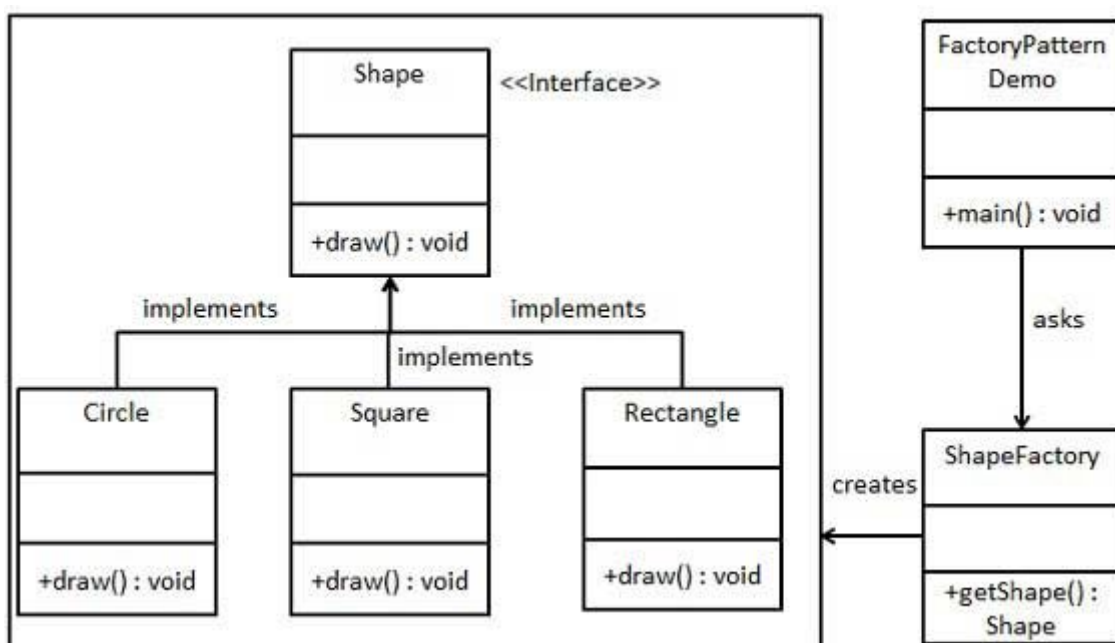 Shape
<<Interface>>
+draw() : void
implements
implements
implements
Circle
+draw() : void
Square
+draw() : void
Rectangle
+draw() : void
FactoryPattern
Demo
+main() : void
asks
ShapeFactory
+getShape() :
Shape
creates